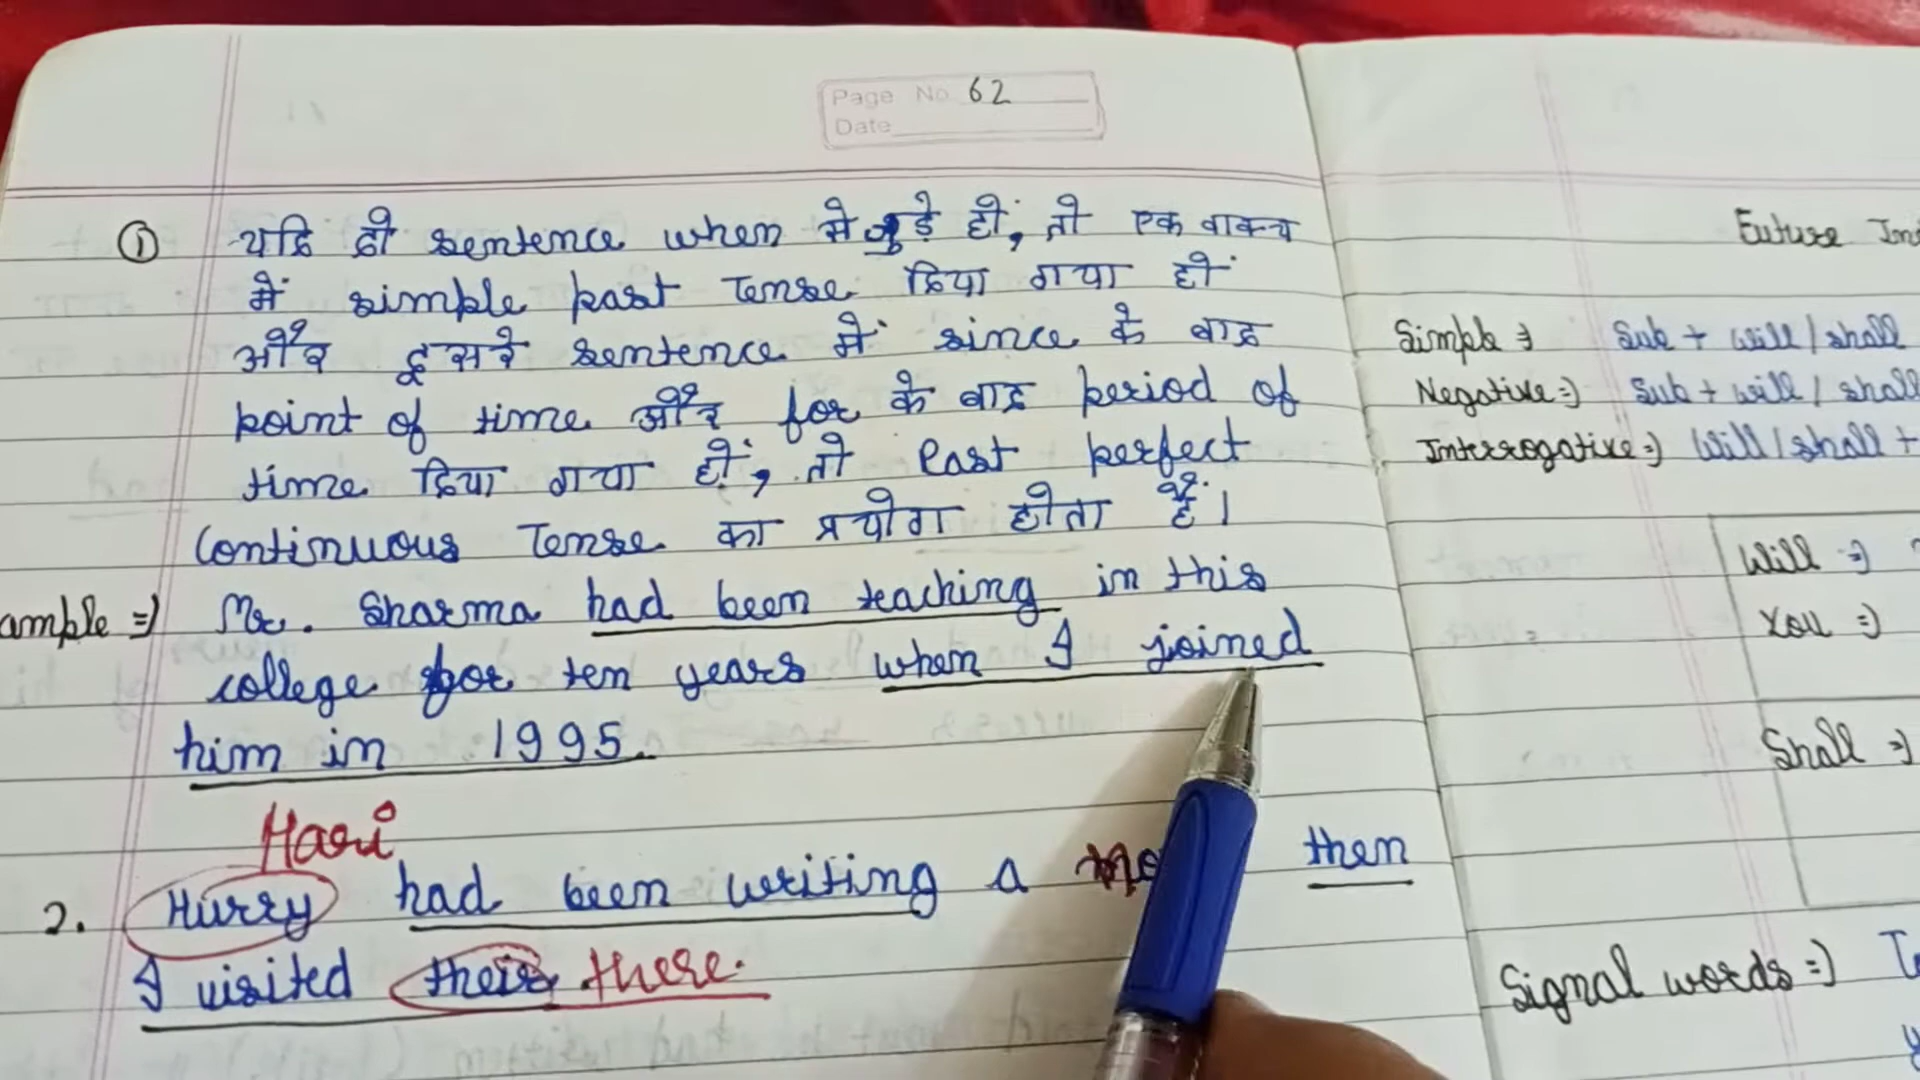 Page No. 62
Date
① यदि दो sentence when से जुड़े हों, तो एक वाक्य
में simple past Tense दिया गया हों
और दूसरे sentence में since के बाद
point of time और for के बाद period of
time दिया गया हों, तो Past perfect
Continuous Tense का प्रयोग होता हैं।
ample ⇒ Mr. Sharma had been teaching in this
college for ten years when I joined
him in 1995.
Hari
2. Hurry had been writing a then
I visited their there.
Future
Simple ⇒ Sub + will / shall
Negative ⇒ Sub + will / shall
Interrogative ⇒ Will / shall +
Will ⇒
You ⇒
Shall ⇒
Signal words ⇒